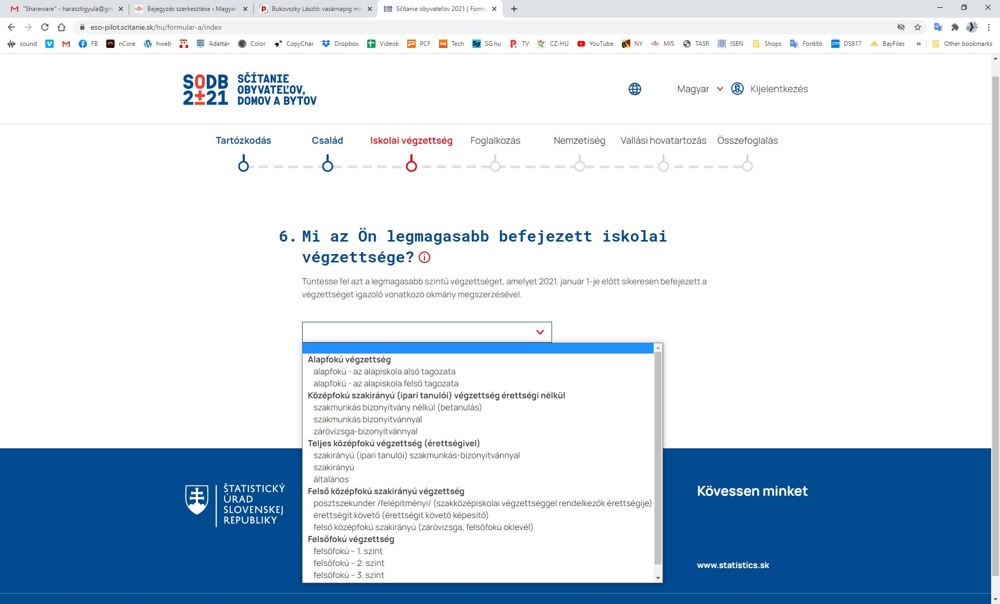 "Shareware" - harasztigyula@gm
Bejegyzés szerkesztése ‹ Magyar
Bukovszky László: vasárnapig min
Sčítanie obyvateľov 2021 | Formu
eso-pilot.scitanie.sk/hu/formular-a/index
sound FB nCore hweb Adattár Color CopyChar Dropbox Videok PCF Tech SG.hu TV CZ-HU YouTube NY MIS TASR ISBN Shops Fordító DS817 BayFiles » Other bookmarks
SODB
2±21
SČÍTANIE
OBYVATEĽOV,
DOMOV A BYTOV
Magyar
Kijelentkezés
Tartózkodás Család Iskolai végzettség Foglalkozás Nemzetiség Vallási hovatartozás Összefoglalás
6. Mi az Ön legmagasabb befejezett iskolai
végzettsége?
Tüntesse fel azt a legmagasabb szintű végzettséget, amelyet 2021. január 1-je előtt sikeresen befejezett a
végzettséget igazoló vonatkozó okmány megszerzésével.
Alapfokú végzettség
alapfokú - az alapiskola alsó tagozata
alapfokú - az alapiskola felső tagozata
Középfokú szakirányú (ipari tanulói) végzettség érettségi nélkül
szakmunkás bizonyítvány nélkül (betanulás)
szakmunkás bizonyítvánnyal
záróvizsga-bizonyítvánnyal
Teljes középfokú végzettség (érettségivel)
szakirányú (ipari tanulói) szakmunkás-bizonyítvánnyal
szakirányú
általános
Felső középfokú szakirányú végzettség
posztszekunder /felépítményi/ (szakközépiskolai végzettséggel rendelkezők érettségije)
érettségit követő (érettségit követő képesítő)
felső középfokú szakirányú (záróvizsga, felsőfokú oklevél)
Felsőfokú végzettség
felsőfokú – 1. szint
felsőfokú – 2. szint
felsőfokú – 3. szint
ŠTATISTICKÝ
ÚRAD
SLOVENSKEJ
REPUBLIKY
Kövessen minket
www.statistics.sk